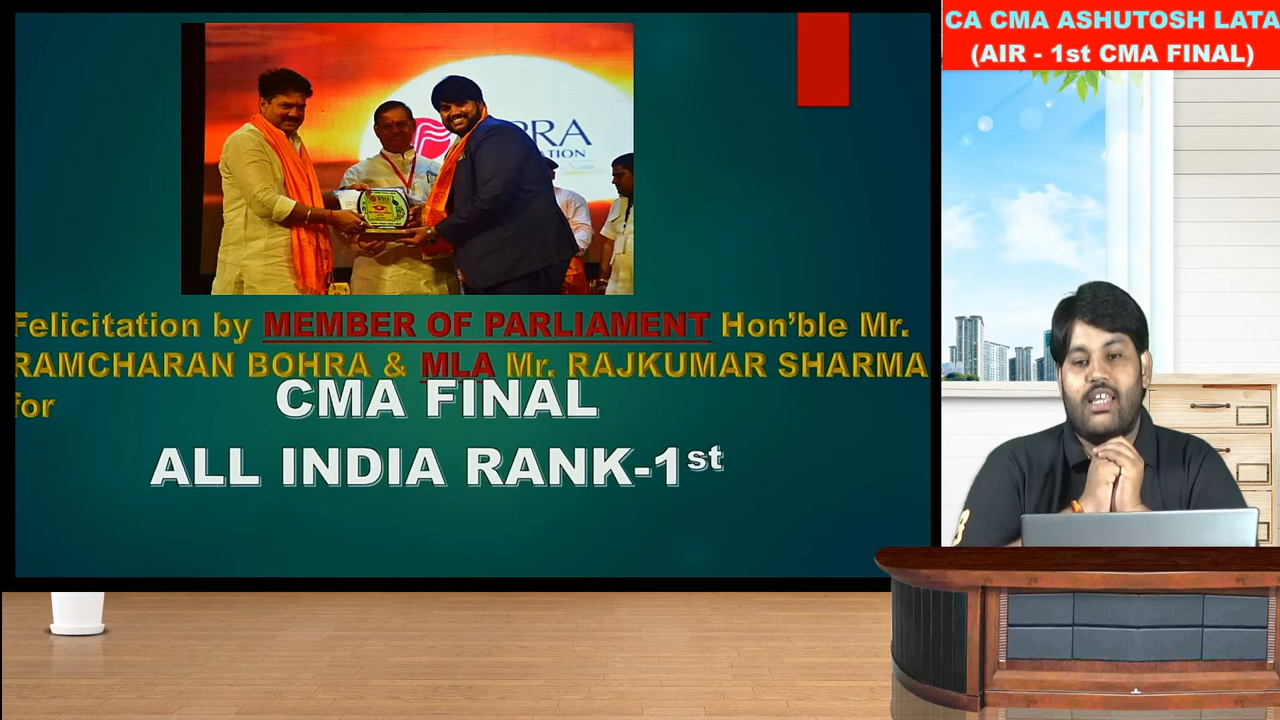 CA CMA ASHUTOSH LATA
(AIR - 1st CMA FINAL)
Felicitation by MEMBER OF PARLIAMENT Hon’ble Mr.
RAMCHARAN BOHRA & MLA Mr. RAJKUMAR SHARMA
for
CMA FINAL
ALL INDIA RANK-1st